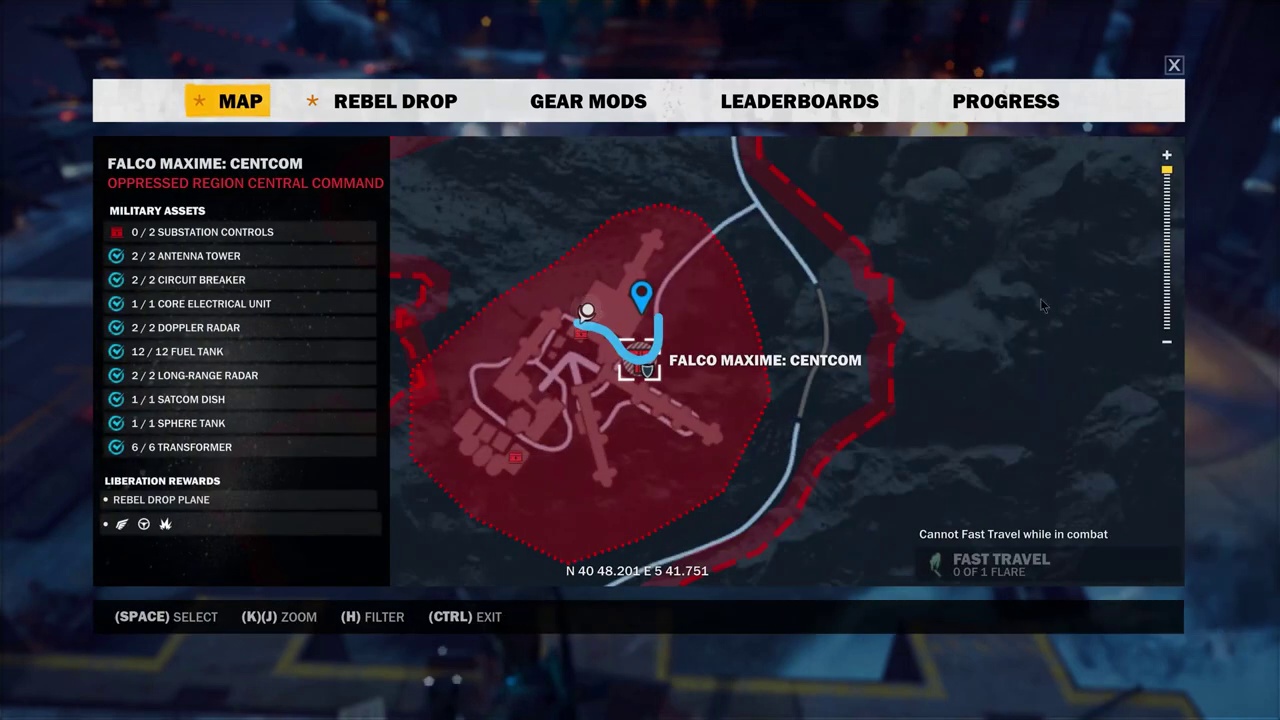 X
MAP
REBEL DROP
GEAR MODS
LEADERBOARDS
PROGRESS
FALCO MAXIME: CENTCOM
OPPRESSED REGION CENTRAL COMMAND
MILITARY ASSETS
0 / 2 SUBSTATION CONTROLS
2 / 2 ANTENNA TOWER
2 / 2 CIRCUIT BREAKER
1 / 1 CORE ELECTRICAL UNIT
2 / 2 DOPPLER RADAR
12 / 12 FUEL TANK
2 / 2 LONG-RANGE RADAR
1 / 1 SATCOM DISH
1 / 1 SPHERE TANK
6 / 6 TRANSFORMER
LIBERATION REWARDS
• REBEL DROP PLANE
FALCO MAXIME: CENTCOM
N 40 48.201 E 5 41.751
Cannot Fast Travel while in combat
FAST TRAVEL
0 OF 1 FLARE
(SPACE) SELECT
(K)(J) ZOOM
(H) FILTER
(CTRL) EXIT